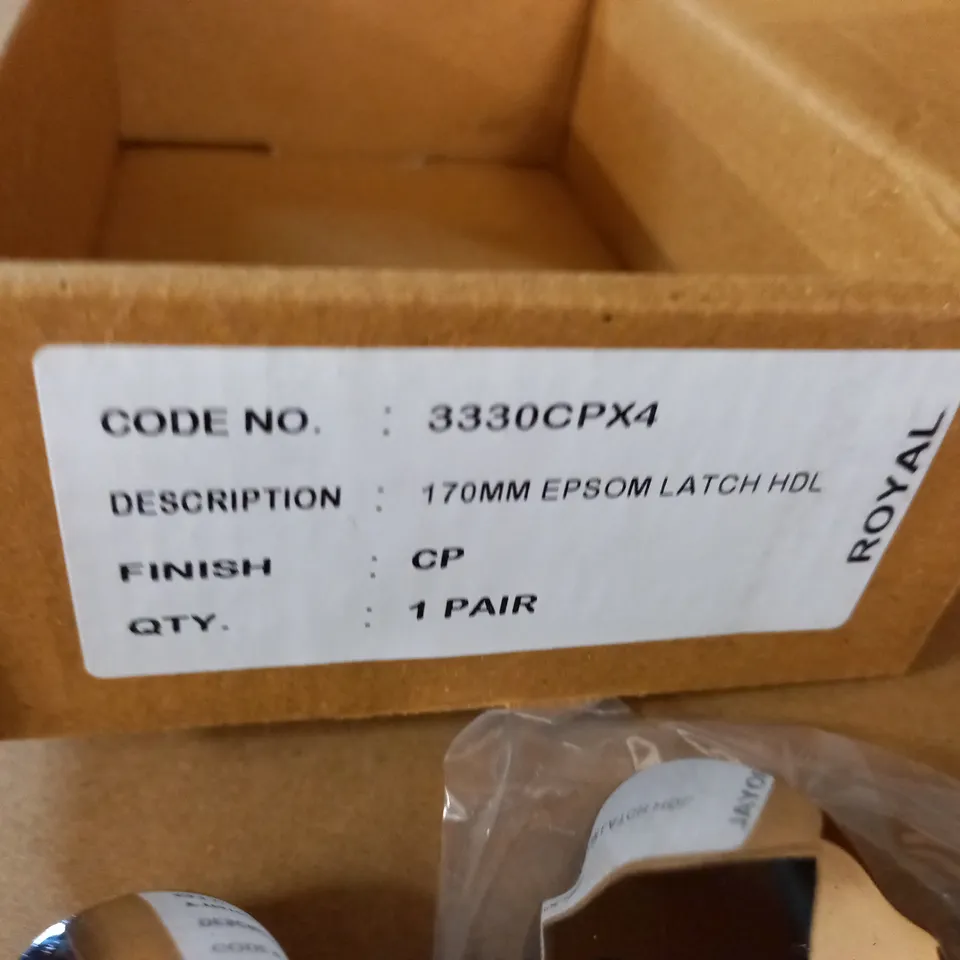 CODE NO. : 3330CPX4
DESCRIPTION : 170MM EPSOM LATCH HDL
FINISH : CP
QTY. : 1 PAIR
ROYAL